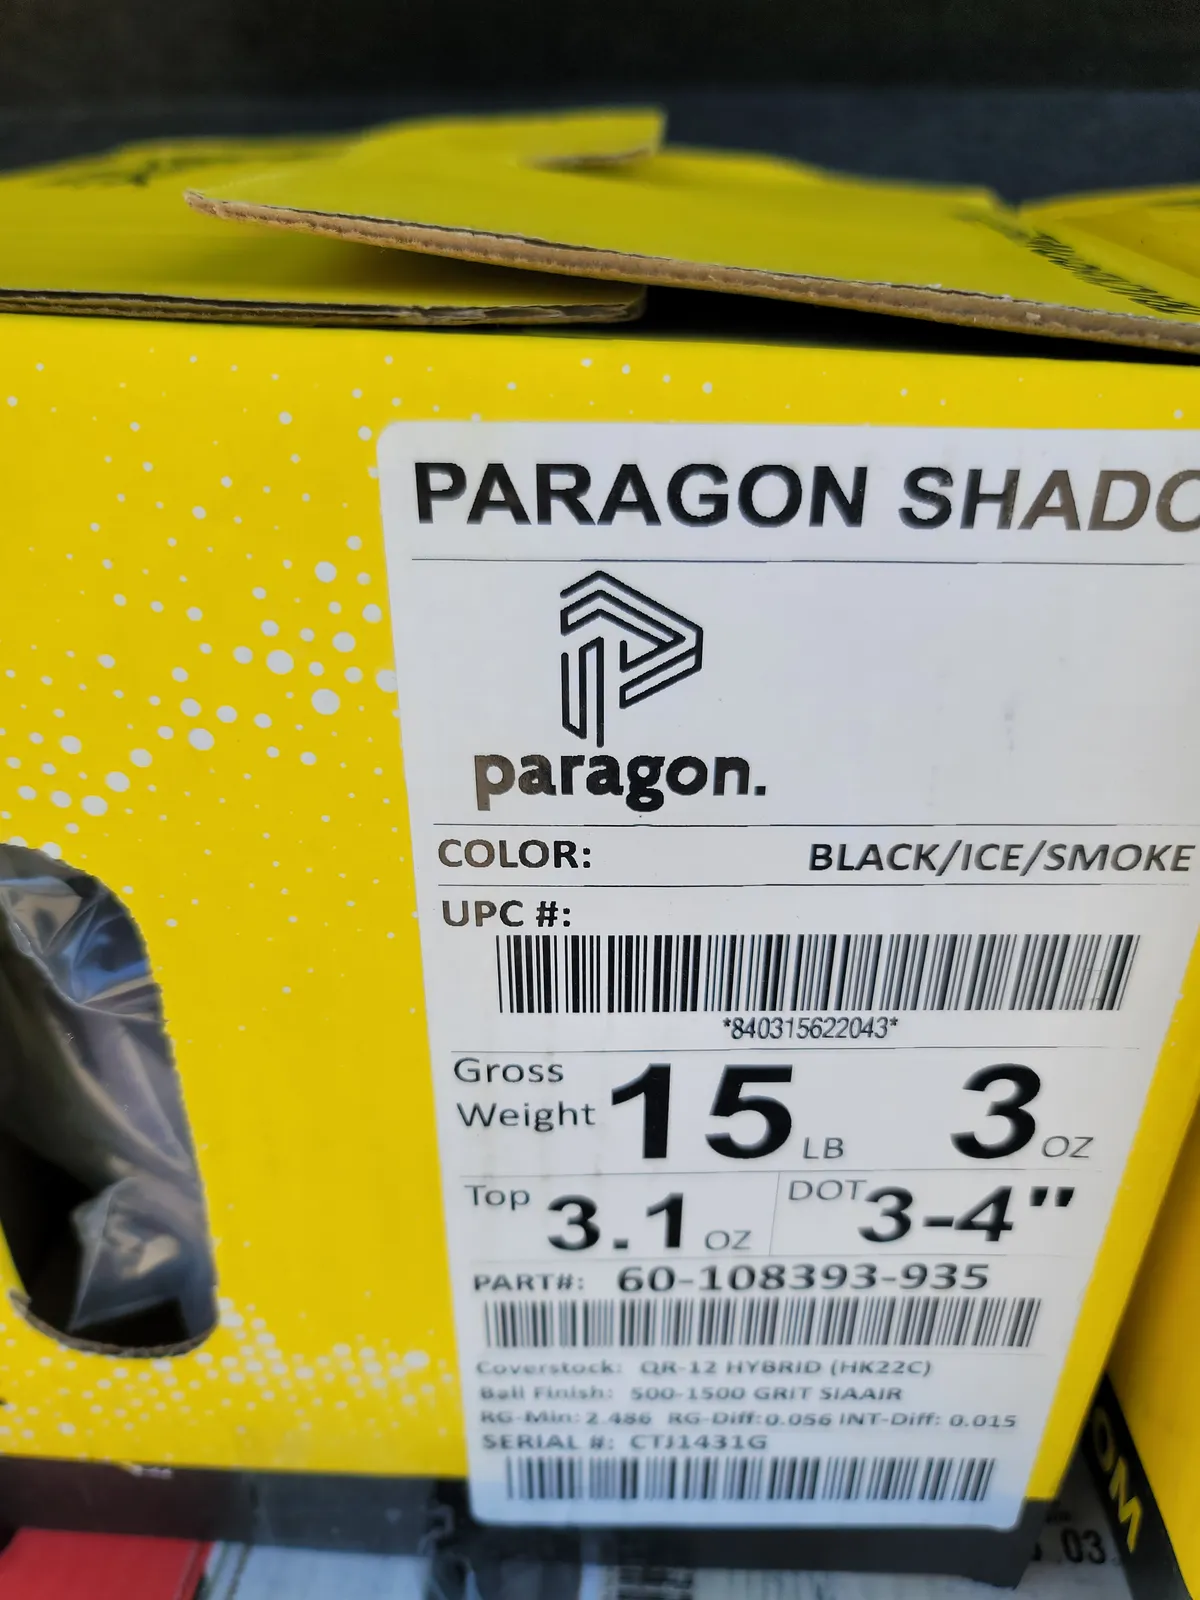 PARAGON SHADO
paragon.
COLOR: BLACK/ICE/SMOKE
UPC #:
*840315622043*
Gross Weight 15 LB 3 OZ
Top 3.1 OZ DOT 3-4"
PART#: 60-108393-935
Coverstock: QR-12 HYBRID (HK22C)
Ball Finish: 500-1500 GRIT SIAAIR
RG-Min: 2.486 RG-Diff: 0.056 INT-Diff: 0.015
SERIAL #: CTJ1431G
03